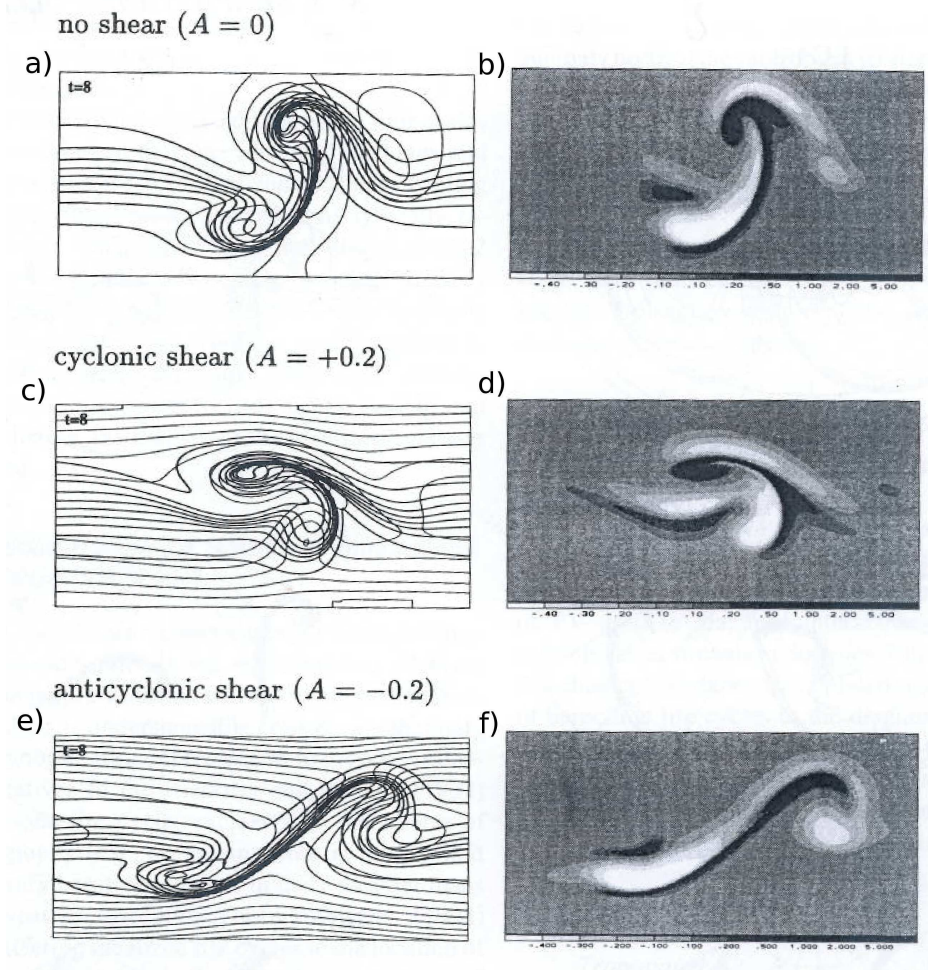 no shear (A = 0)
a)
b)
t=8
-.40 -.30 -.20 -.10 .10 .20 .50 1.00 2.00 5.00
cyclonic shear (A = +0.2)
c)
d)
t=8
-.40 -.30 -.20 -.10 .10 .20 .50 1.00 2.00 5.00
anticyclonic shear (A = −0.2)
e)
f)
t=8
-.400 -.300 -.200 -.100 .100 .200 .500 1.000 2.000 5.000